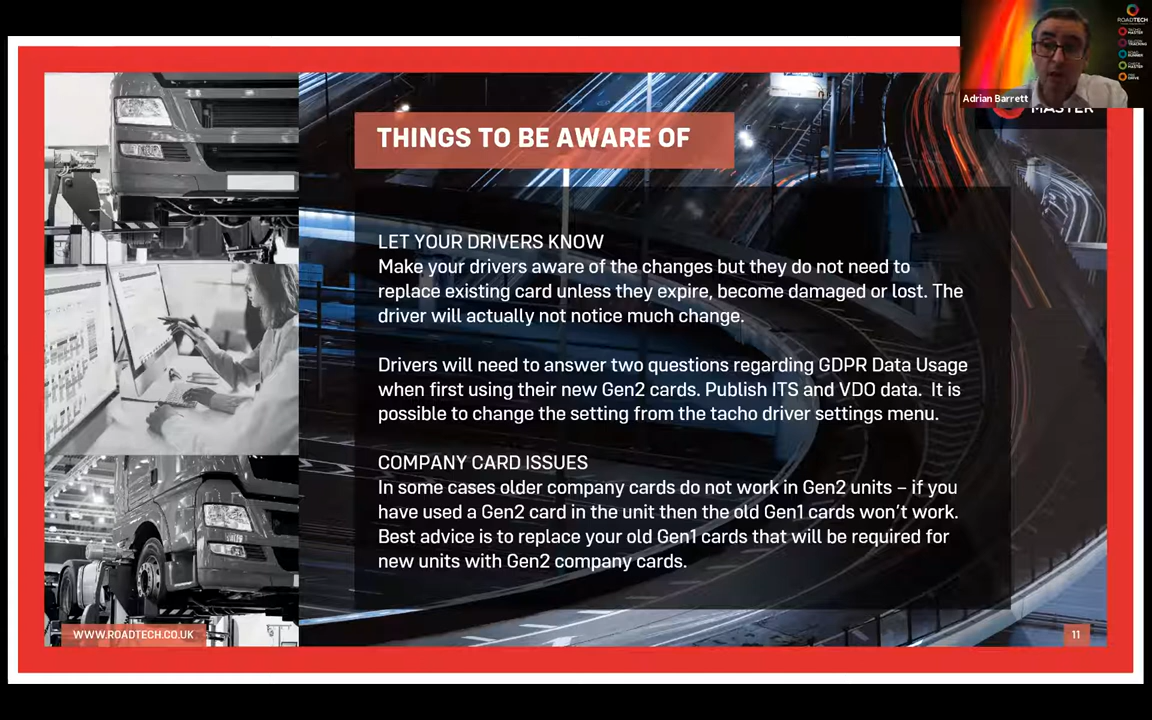 ROADTECH
Adrian Barrett
MASTER
THINGS TO BE AWARE OF
LET YOUR DRIVERS KNOW
Make your drivers aware of the changes but they do not need to
replace existing card unless they expire, become damaged or lost. The
driver will actually not notice much change.
Drivers will need to answer two questions regarding GDPR Data Usage
when first using their new Gen2 cards. Publish ITS and VDO data. It is
possible to change the setting from the tacho driver settings menu.
COMPANY CARD ISSUES
In some cases older company cards do not work in Gen2 units – if you
have used a Gen2 card in the unit then the old Gen1 cards won't work.
Best advice is to replace your old Gen1 cards that will be required for
new units with Gen2 company cards.
WWW.ROADTECH.CO.UK
11